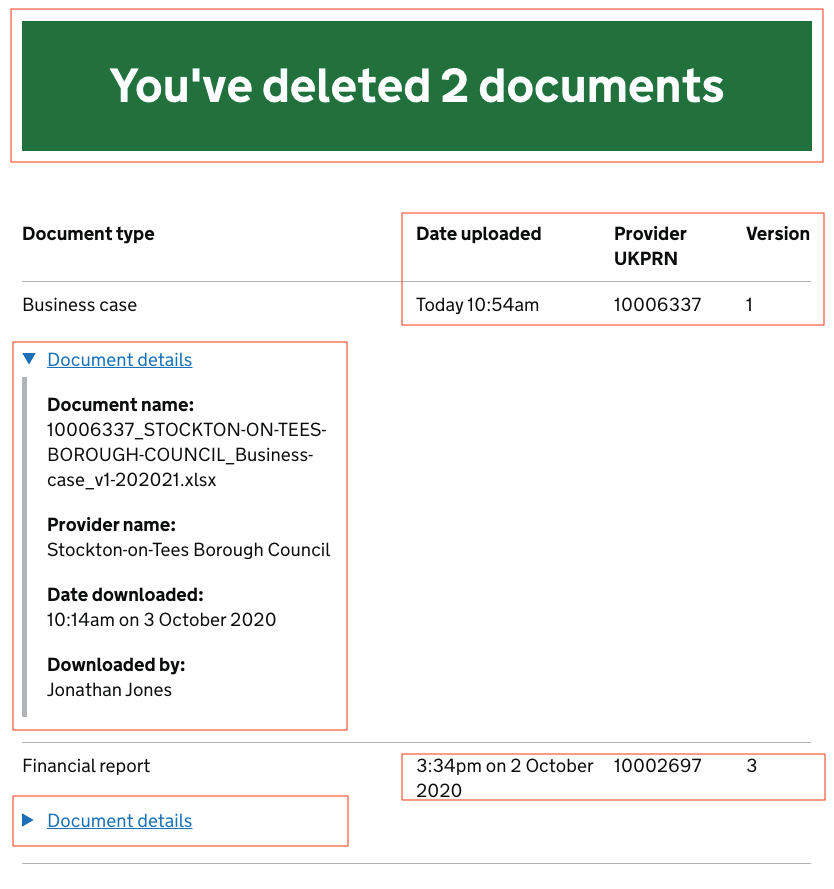 You've deleted 2 documents
Document type Date uploaded Provider UKPRN Version
Business case Today 10:54am 10006337 1
Document details
Document name:
10006337_STOCKTON-ON-TEES-
BOROUGH-COUNCIL_Business-
case_v1-202021.xlsx
Provider name:
Stockton-on-Tees Borough Council
Date downloaded:
10:14am on 3 October 2020
Downloaded by:
Jonathan Jones
Financial report 3:34pm on 2 October 2020 10002697 3
Document details